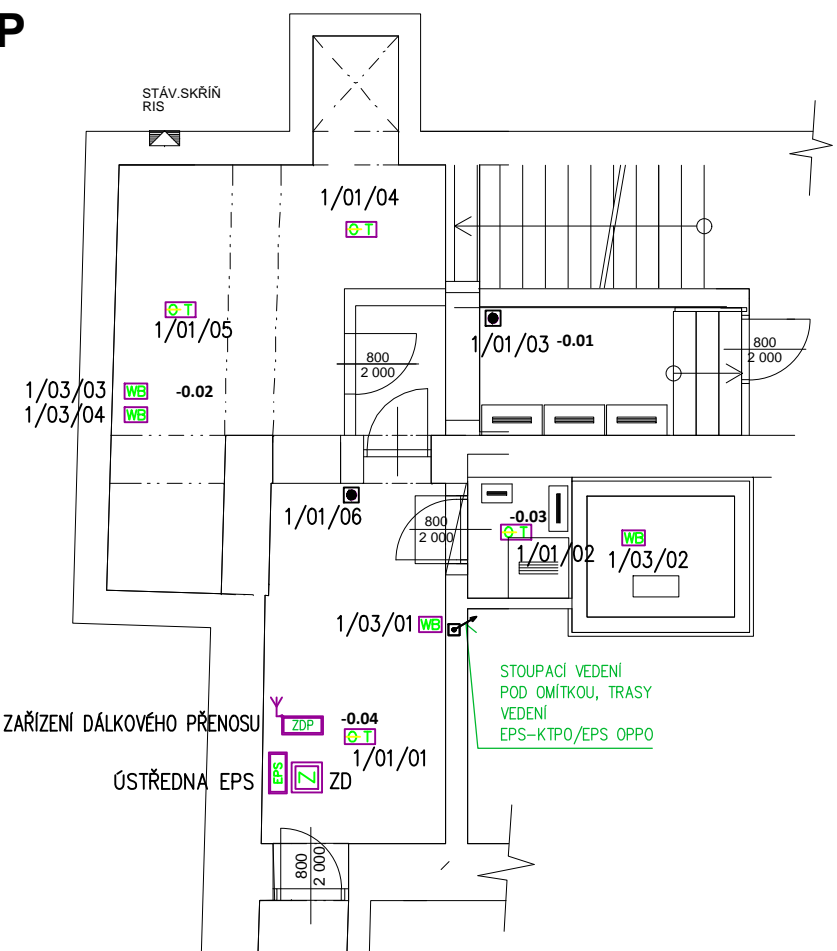 P
STÁV.SKŘÍŇ
RIS
1/01/04
O T
O T
1/01/05
1/01/03 -0.01
800
2 000
800
2 000
1/03/03 WB -0.02
1/03/04 WB
1/01/06
800
2 000
-0.03
O T
1/01/02
WB
1/03/02
1/03/01 WB
STOUPACÍ VEDENÍ
POD OMÍTKOU, TRASY
VEDENÍ
EPS-KTPO/EPS OPPO
ZAŘÍZENÍ DÁLKOVÉHO PŘENOSU ZDP
-0.04
O T
1/01/01
ÚSTŘEDNA EPS EPS Z ZD
800
2 000